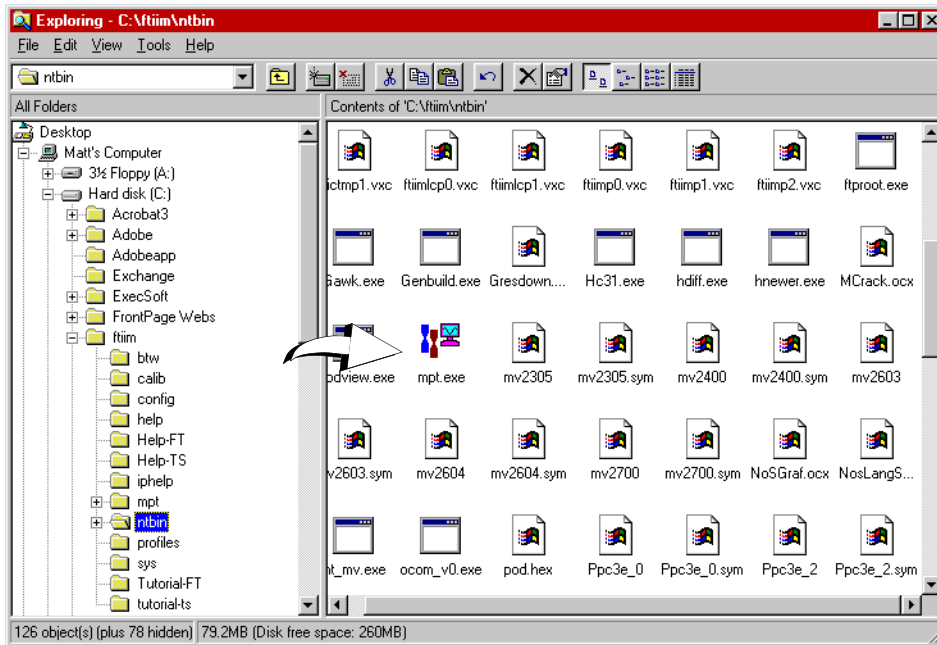 Exploring - C:\ftiim\ntbin
File Edit View Tools Help
ntbin
All Folders
Contents of 'C:\ftiim\ntbin'
Desktop
Matt's Computer
3½ Floppy (A:)
Hard disk (C:)
Acrobat3
Adobe
Adobeapp
Exchange
ExecSoft
FrontPage Webs
ftiim
btw
calib
config
help
Help-FT
Help-TS
iphelp
mpt
ntbin
profiles
sys
Tutorial-FT
tutorial-ts
ictmp1.vxc ftiimlcp0.vxc ftiimlcp1.vxc ftiimp0.vxc ftiimp1.vxc ftiimp2.vxc ftproot.exe
Gawk.exe Genbuild.exe Gresdown.... Hc31.exe hdiff.exe hnewer.exe MCrack.ocx
odview.exe mpt.exe mv2305 mv2305.sym mv2400 mv2400.sym mv2603
v2603.sym mv2604 mv2604.sym mv2700 mv2700.sym NoSGraf.ocx NosLangS...
nt_mv.exe ocom_v0.exe pod.hex Ppc3e_0 Ppc3e_0.sym Ppc3e_2 Ppc3e_2.sym
126 object(s) (plus 78 hidden) 79.2MB (Disk free space: 260MB)